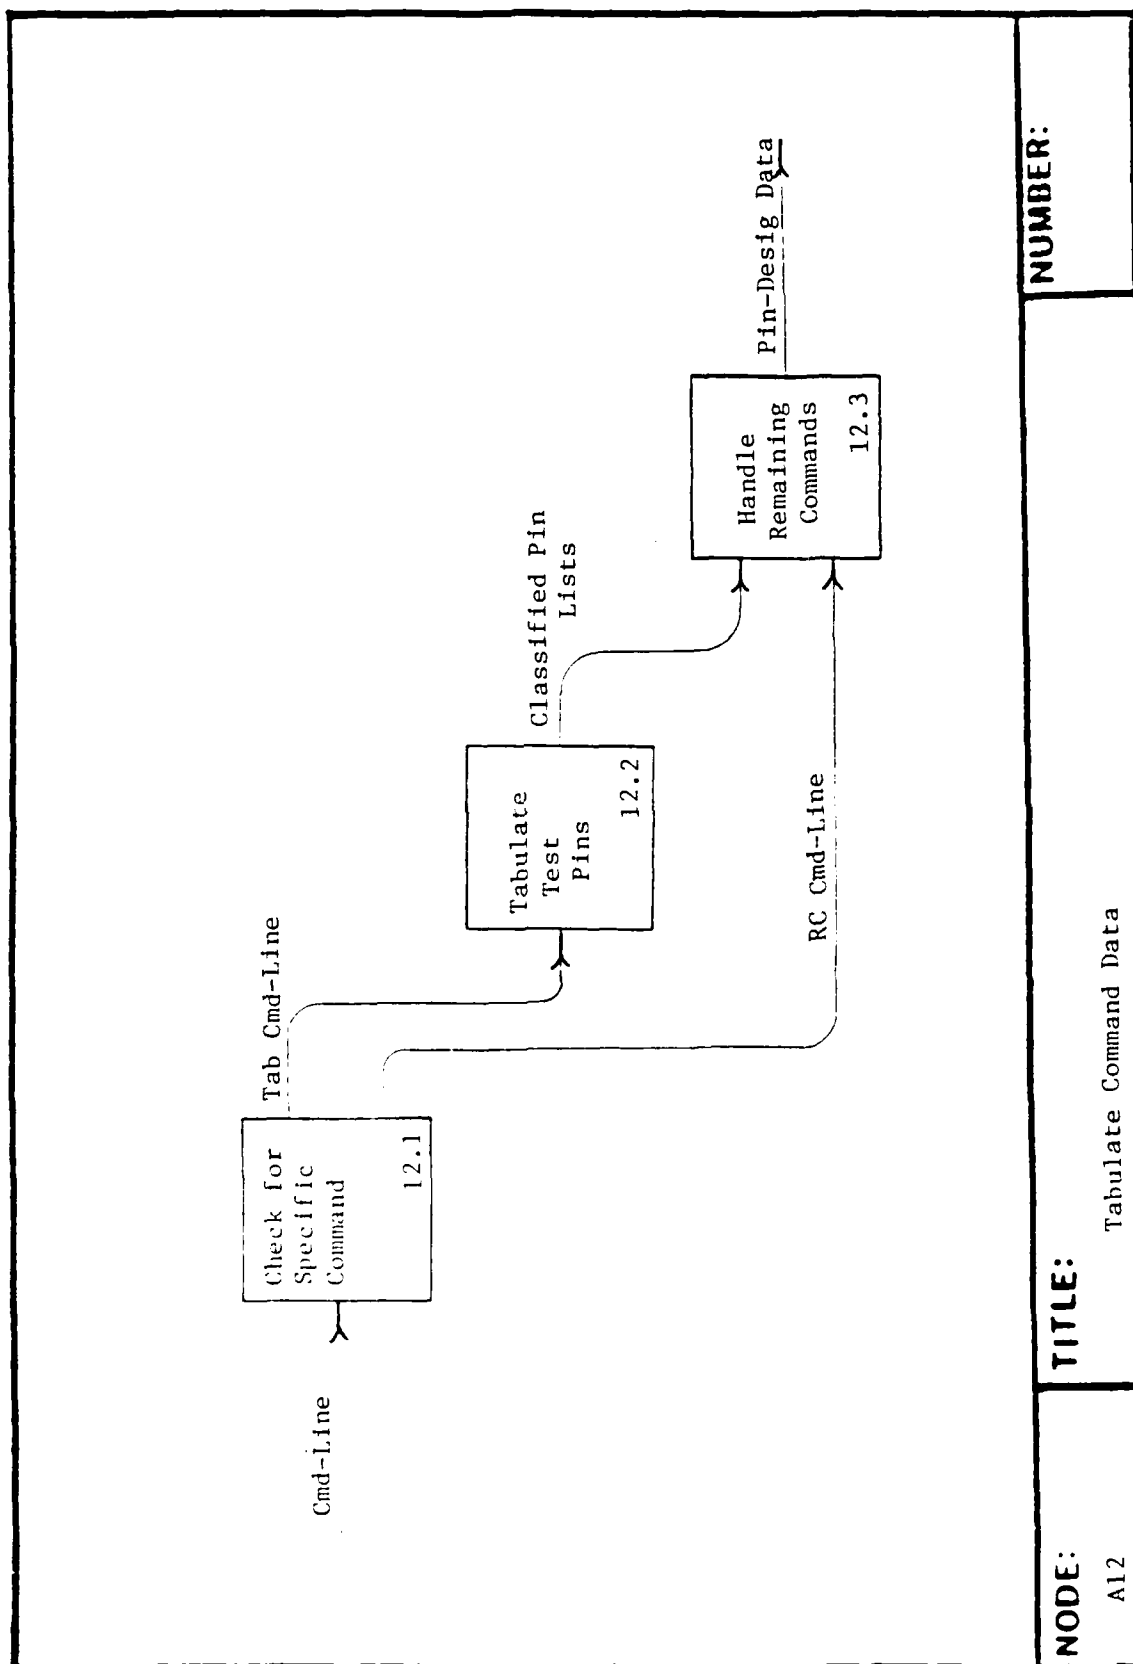 Cmd-Line
Check for
Specific
Command
12.1
Tab Cmd-Line
Tabulate
Test
Pins
12.2
Classified Pin
Lists
RC Cmd-Line
Handle
Remaining
Commands
12.3
Pin-Desig Data
NODE:
A12
TITLE:
Tabulate Command Data
NUMBER: